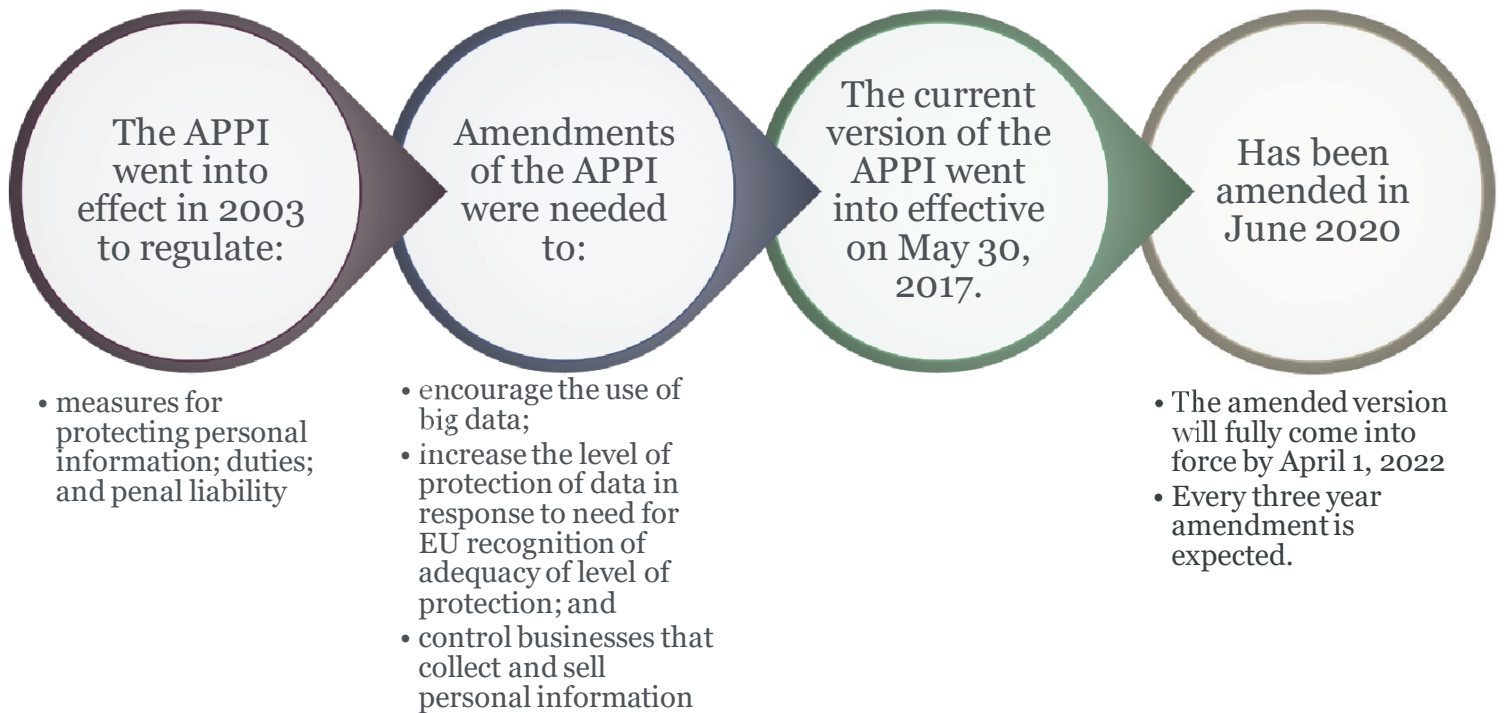 The APPI
went into
effect in 2003
to regulate:
• measures for
protecting personal
information; duties;
and penal liability
Amendments
of the APPI
were needed
to:
• encourage the use of
big data;
• increase the level of
protection of data in
response to need for
EU recognition of
adequacy of level of
protection; and
• control businesses that
collect and sell
personal information
The current
version of the
APPI went
into effective
on May 30,
2017.
Has been
amended in
June 2020
• The amended version
will fully come into
force by April 1, 2022
• Every three year
amendment is
expected.